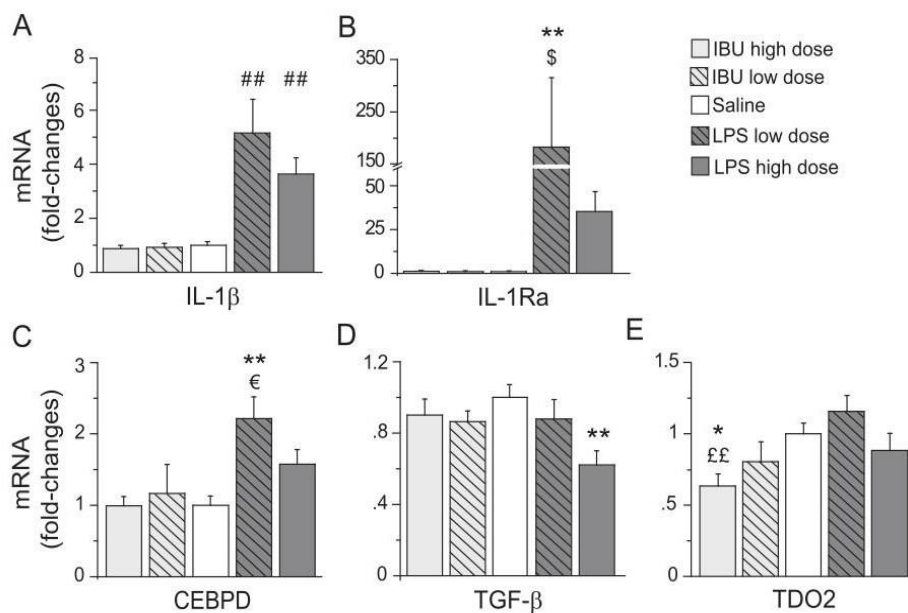 A
mRNA
(fold-changes)
8
6
4
2
0
##
##
IL-1β
B
350
250
150
50
25
0
**
$
IL-1Ra
IBU high dose
IBU low dose
Saline
LPS low dose
LPS high dose
C
mRNA
(fold-changes)
3
2
1
0
**
€
CEBPD
D
1.2
.8
.4
0
**
TGF-β
E
1.5
1
.5
0
*
££
TDO2